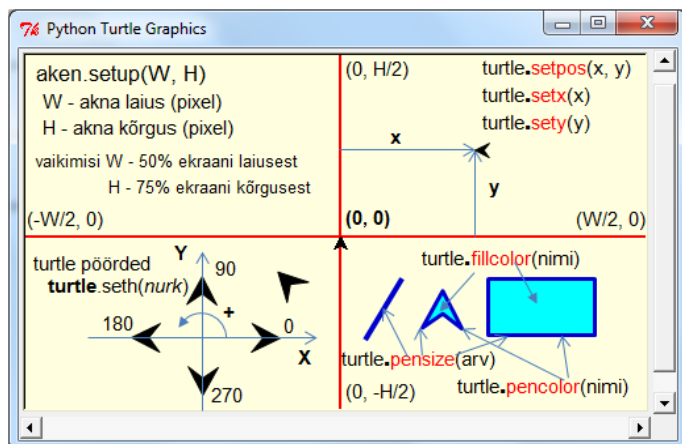 Python Turtle Graphics
aken.setup(W, H)
W - akna laius (pixel)
H - akna kõrgus (pixel)
vaikimisi W - 50% ekraani laiusest
H - 75% ekraani kõrgusest
(-W/2, 0)
(0, H/2)
turtle.setpos(x, y)
turtle.setx(x)
turtle.sety(y)
x
y
(0, 0)
(W/2, 0)
turtle pöörded
turtle.seth(nurk)
Y
90
+
180
0
X
270
turtle.fillcolor(nimi)
turtle.pensize(arv)
turtle.pencolor(nimi)
(0, -H/2)